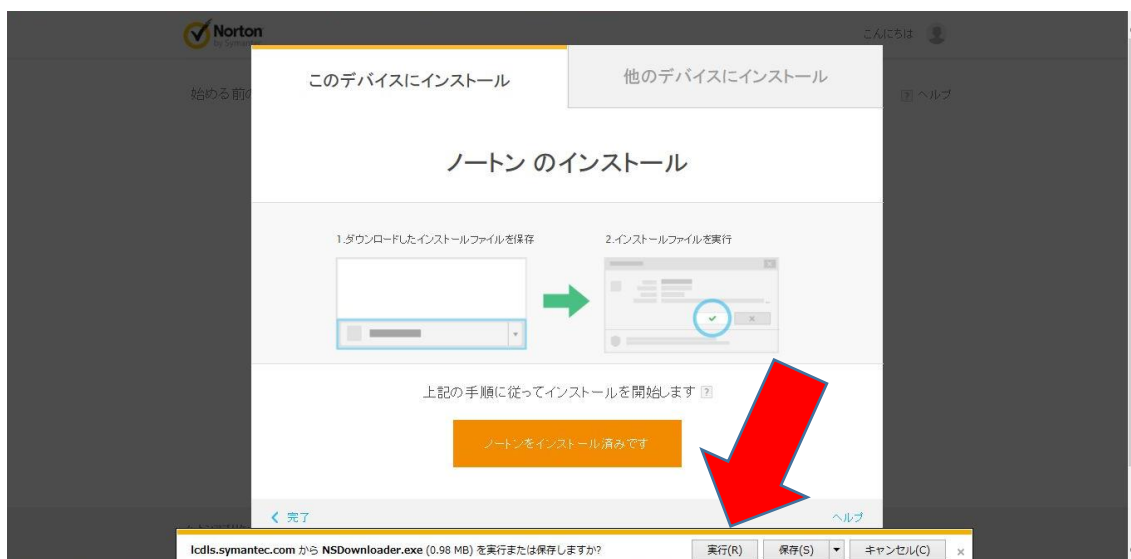 Norton
by Symantec
こんにちは
始める前の
? ヘルプ
このデバイスにインストール
他のデバイスにインストール
ノートン のインストール
1.ダウンロードしたインストールファイルを保存
2.インストールファイルを実行
上記の手順に従ってインストールを開始します ?
ノートンをインストール済みです
完了
ヘルプ
lcdls.symantec.com から NSDownloader.exe (0.98 MB) を実行または保存しますか?
実行(R)
保存(S)
キャンセル(C)